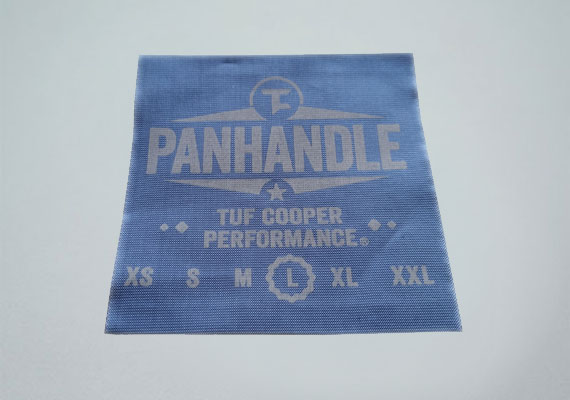 TC
PANHANDLE
TUF COOPER
PERFORMANCE®
XS S M L XL XXL